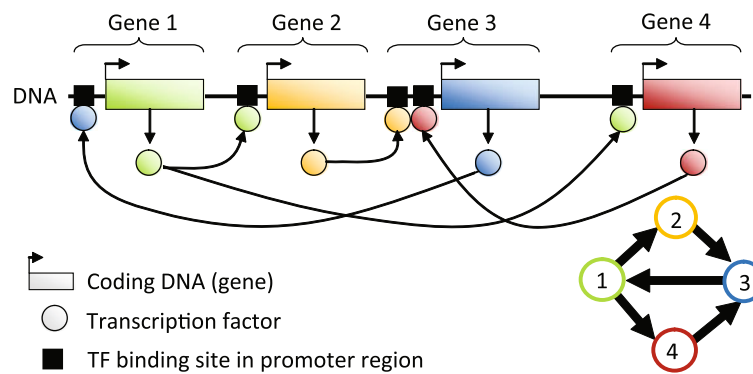 Gene 1 Gene 2 Gene 3 Gene 4
DNA
2
1 3
4
Coding DNA (gene)
Transcription factor
TF binding site in promoter region